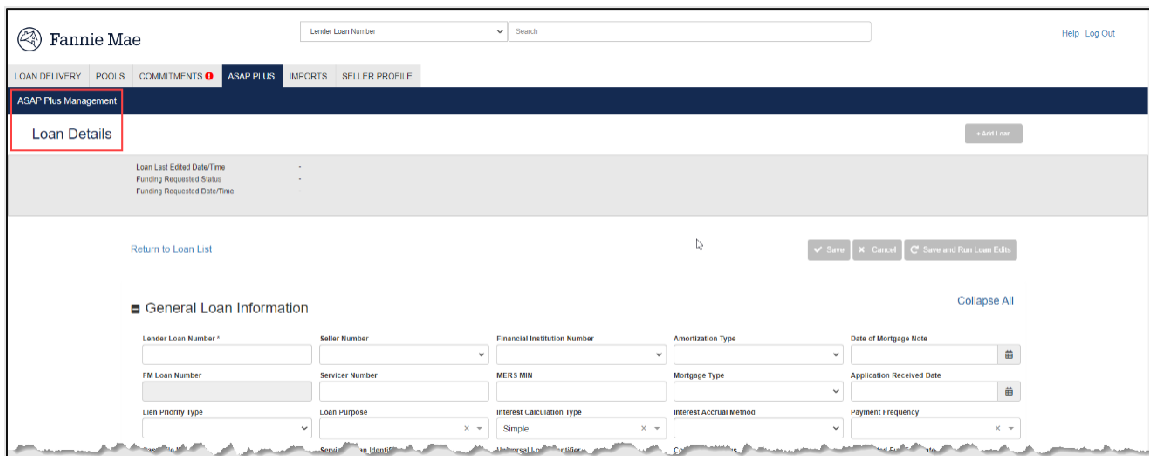 Fannie Mae
Lender Loan Number
Search
Help Log Out
LOAN DELIVERY POOLS COMMITMENTS ASAP PLUS IMPORTS SELLER PROFILE
ASAP Plus Management
Loan Details
+Add Loan
Loan Last Edited Date/Time -
Funding Requested Status -
Funding Requested Date/Time
Return to Loan List
Save Cancel Save and Run Loan Edits
General Loan Information
Collapse All
Lender Loan Number * Seller Number Financial Institution Number Amortization Type Date of Mortgage Note
FM Loan Number Servicer Number MERS MIN Mortgage Type Application Received Date
Lien Priority Type Loan Purpose Interest Calculation Type Interest Accrual Method Payment Frequency
Simple